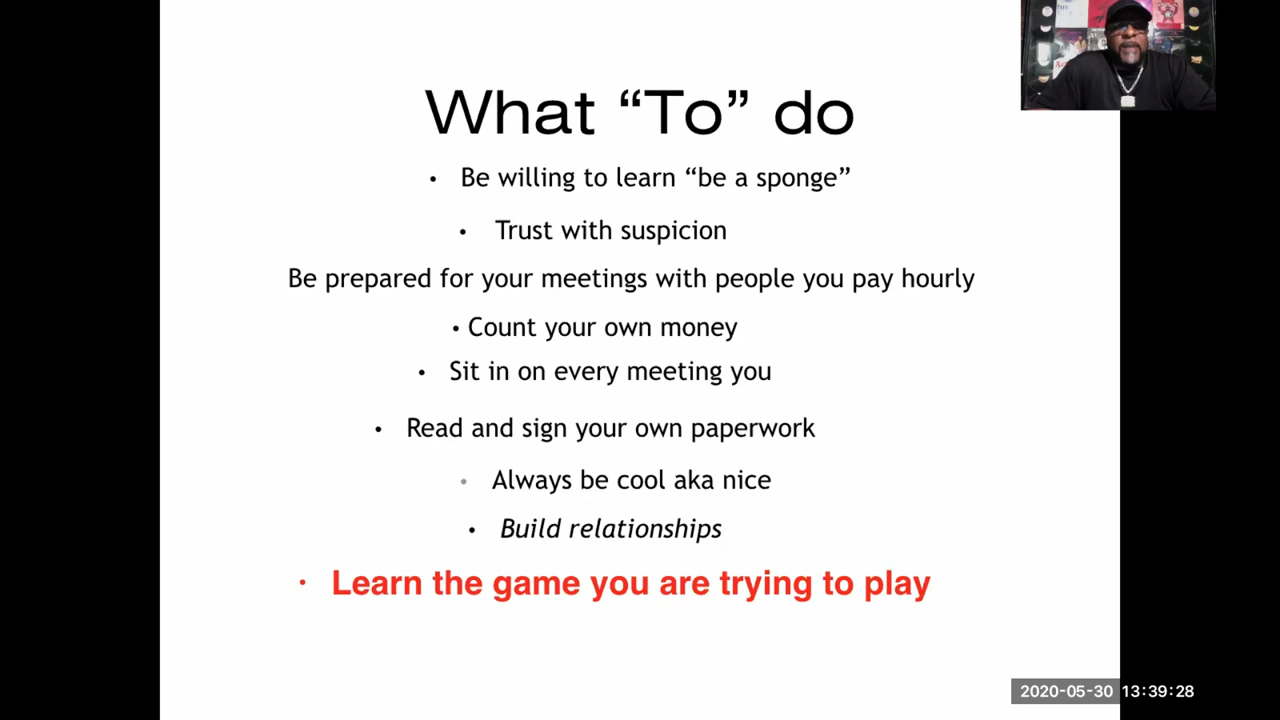 What “To” do
• Be willing to learn “be a sponge”
• Trust with suspicion
Be prepared for your meetings with people you pay hourly
• Count your own money
• Sit in on every meeting you
• Read and sign your own paperwork
• Always be cool aka nice
• Build relationships
• Learn the game you are trying to play
2020-05-30 13:39:28